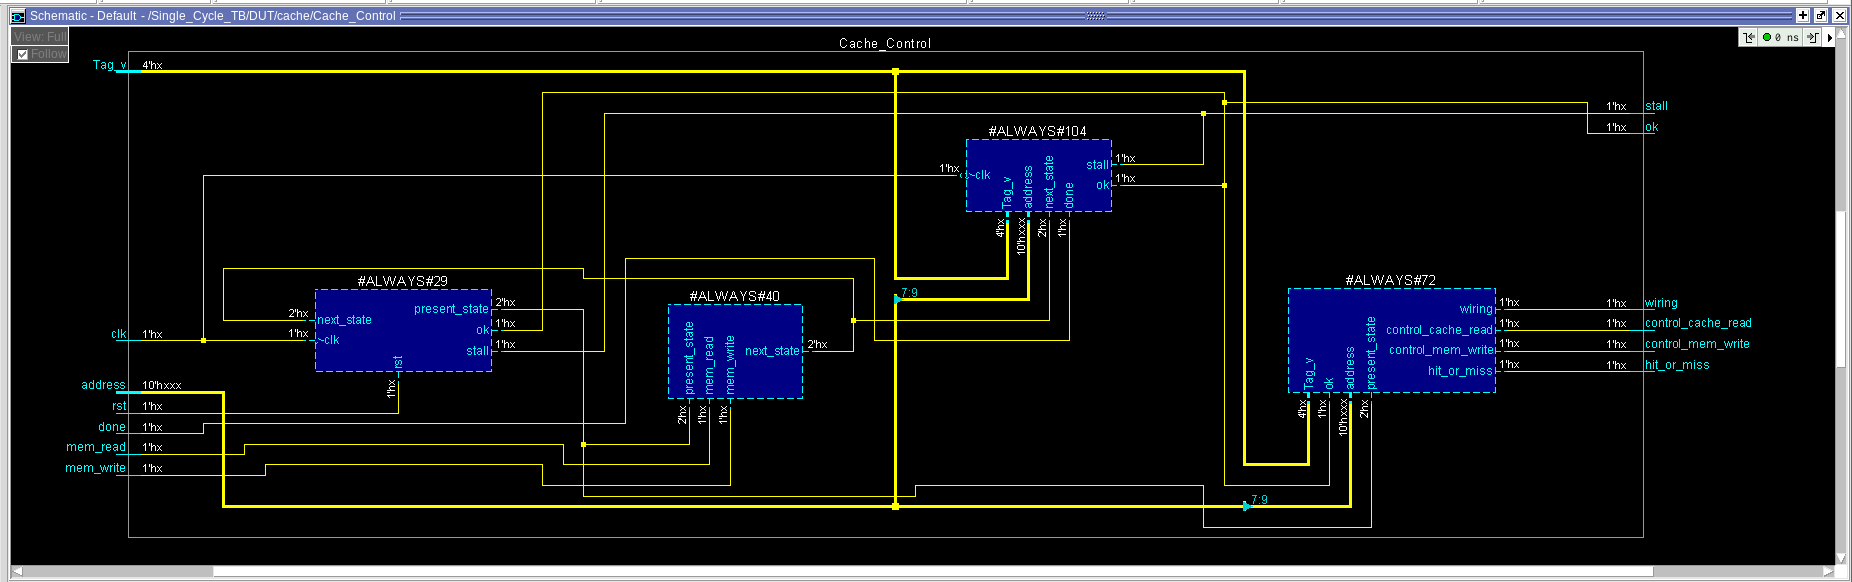 Schematic - Default - /Single_Cycle_TB/DUT/cache/Cache_Control
View: Full
Follow
0 ns
Cache_Control
Tag_v 4'hx
1'hx stall
1'hx ok
#ALWAYS#104
1'hx ~clk
stall 1'hx
ok 1'hx
Tag_v
address
next_state
done
4'hx
10'hxxx
2'hx
1'hx
7:9
#ALWAYS#29
2'hx next_state
1'hx ~clk
rst
1'hx
present_state 2'hx
ok 1'hx
stall 1'hx
#ALWAYS#40
present_state
mem_read
mem_write
next_state 2'hx
2'hx
1'hx
1'hx
#ALWAYS#72
wiring 1'hx
control_cache_read 1'hx
control_mem_write 1'hx
hit_or_miss 1'hx
Tag_v
ok
address
present_state
4'hx
1'hx
10'hxxx
2'hx
1'hx wiring
1'hx control_cache_read
1'hx control_mem_write
1'hx hit_or_miss
clk 1'hx
address 10'hxxx
rst 1'hx
done 1'hx
mem_read 1'hx
mem_write 1'hx
7:9